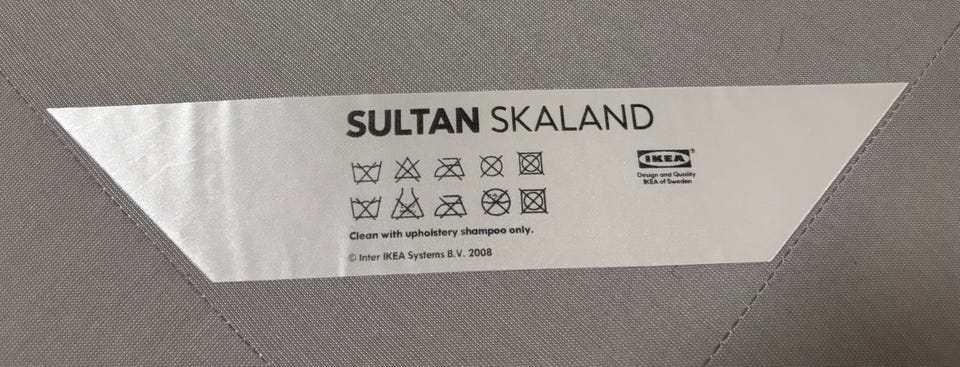 SULTAN SKALAND
IKEA®
Design and Quality
IKEA of Sweden
Clean with upholstery shampoo only.
© Inter IKEA Systems B.V. 2008